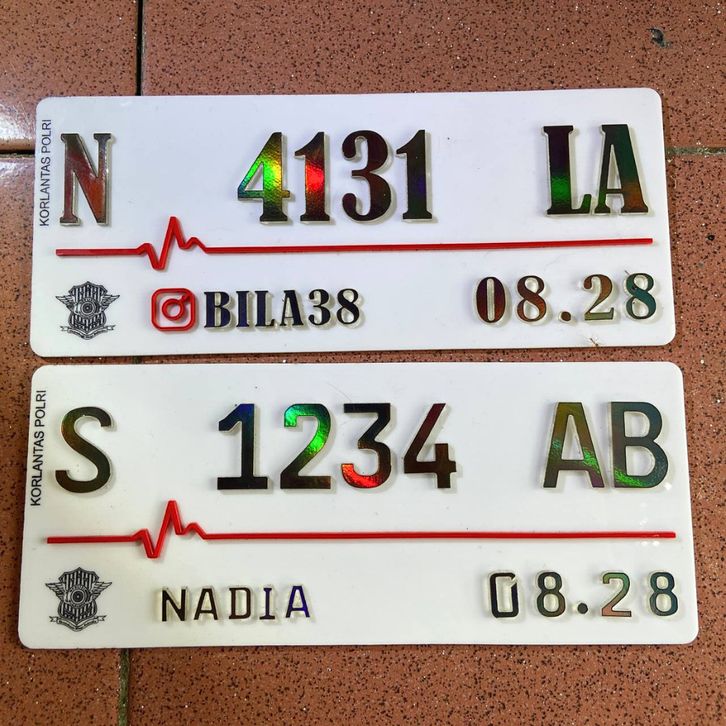 KORLANTAS POLRI
N 4131 LA
BILA38 08.28
KORLANTAS POLRI
S 1234 AB
NADIA 08.28